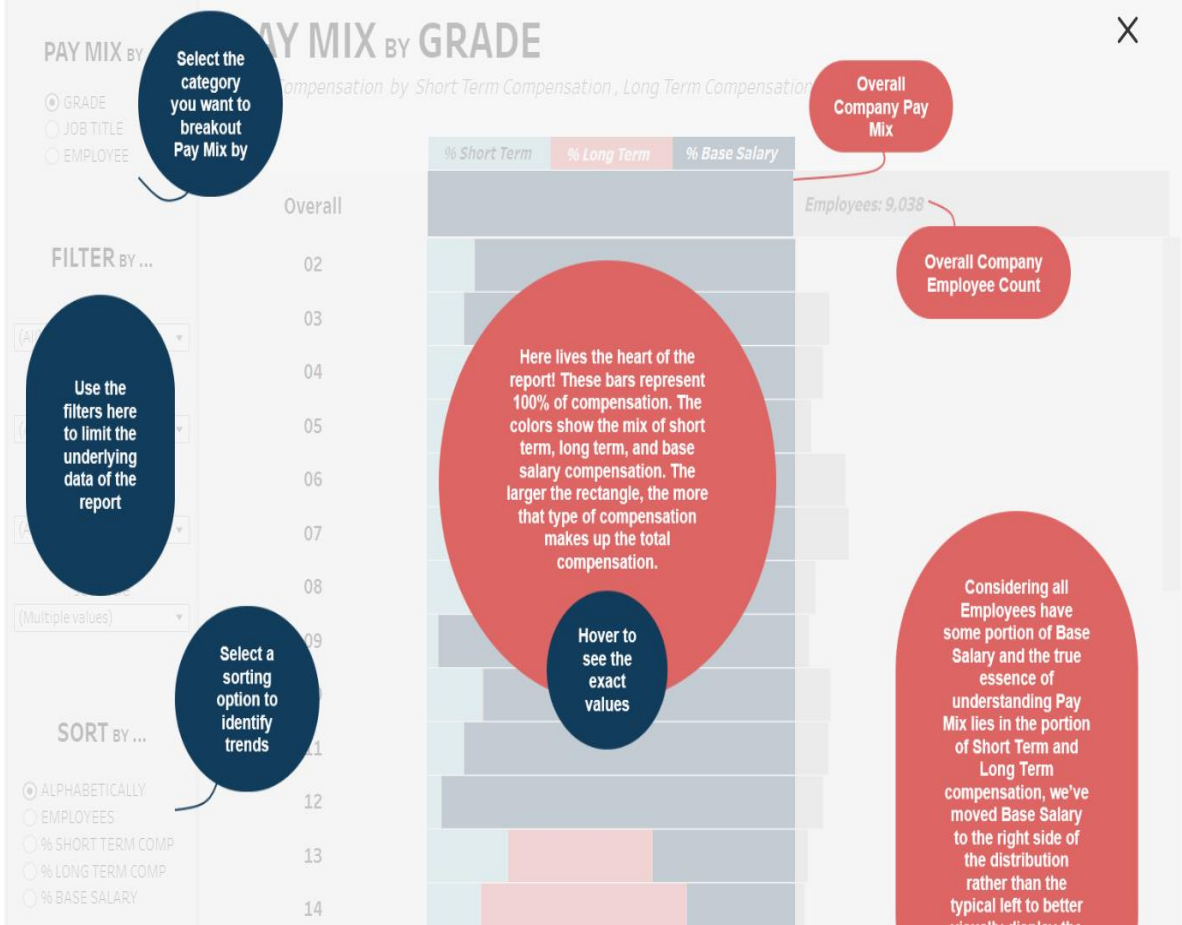 PAY MIX BY
GRADE
JOB TITLE
EMPLOYEE
Select the
category
you want to
breakout
Pay Mix by
AY MIX BY GRADE
ompensation by Short Term Compensation , Long Term Compensation
X
Overall
Company Pay
Mix
% Short Term
% Long Term
% Base Salary
Overall
Employees: 9,038
Overall Company
Employee Count
FILTER BY ...
(Multiple values)
Use the
filters here
to limit the
underlying
data of the
report
02
03
04
05
06
07
08
09
11
12
13
14
Here lives the heart of the
report! These bars represent
100% of compensation. The
colors show the mix of short
term, long term, and base
salary compensation. The
larger the rectangle, the more
that type of compensation
makes up the total
compensation.
Hover to
see the
exact
values
Select a
sorting
option to
identify
trends
SORT BY ...
ALPHABETICALLY
EMPLOYEES
% SHORT TERM COMP
% LONG TERM COMP
% BASE SALARY
Considering all
Employees have
some portion of Base
Salary and the true
essence of
understanding Pay
Mix lies in the portion
of Short Term and
Long Term
compensation, we've
moved Base Salary
to the right side of
the distribution
rather than the
typical left to better
visually display the